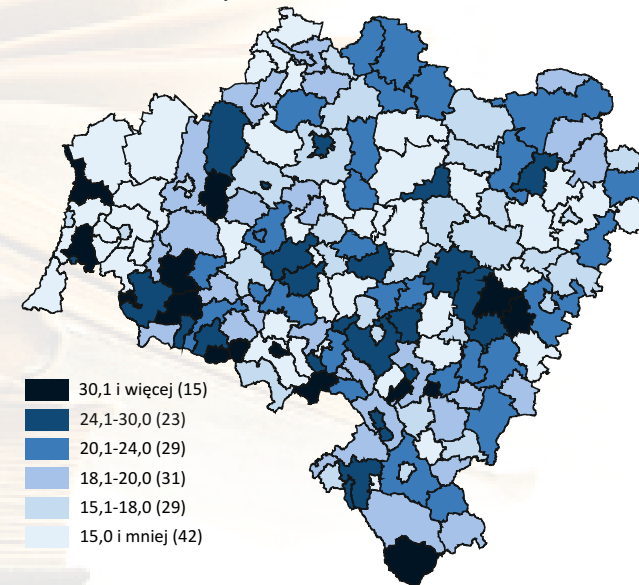 30,1 i więcej (15)
24,1-30,0 (23)
20,1-24,0 (29)
18,1-20,0 (31)
15,1-18,0 (29)
15,0 i mniej (42)